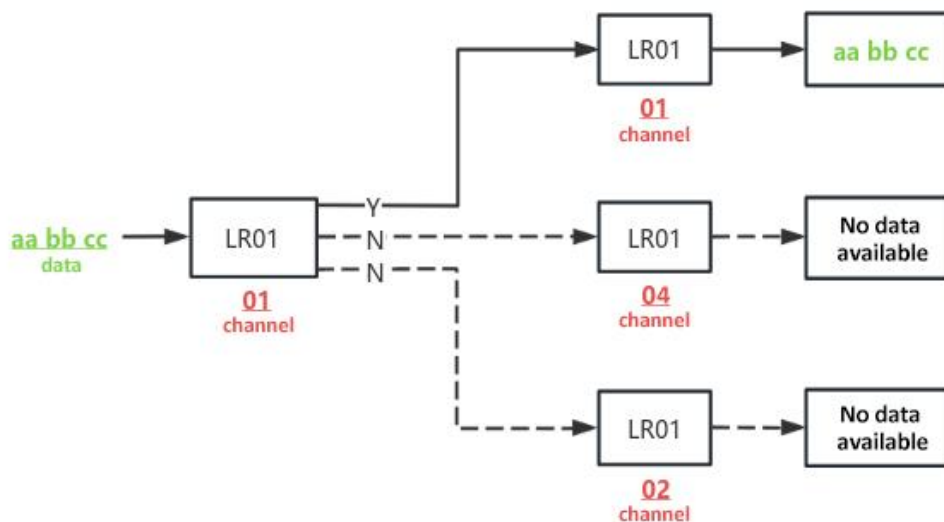 LR01
aa bb cc
01
channel
Y
aa bb cc
data
LR01
N
LR01
No data
available
N
01
channel
04
channel
LR01
No data
available
02
channel